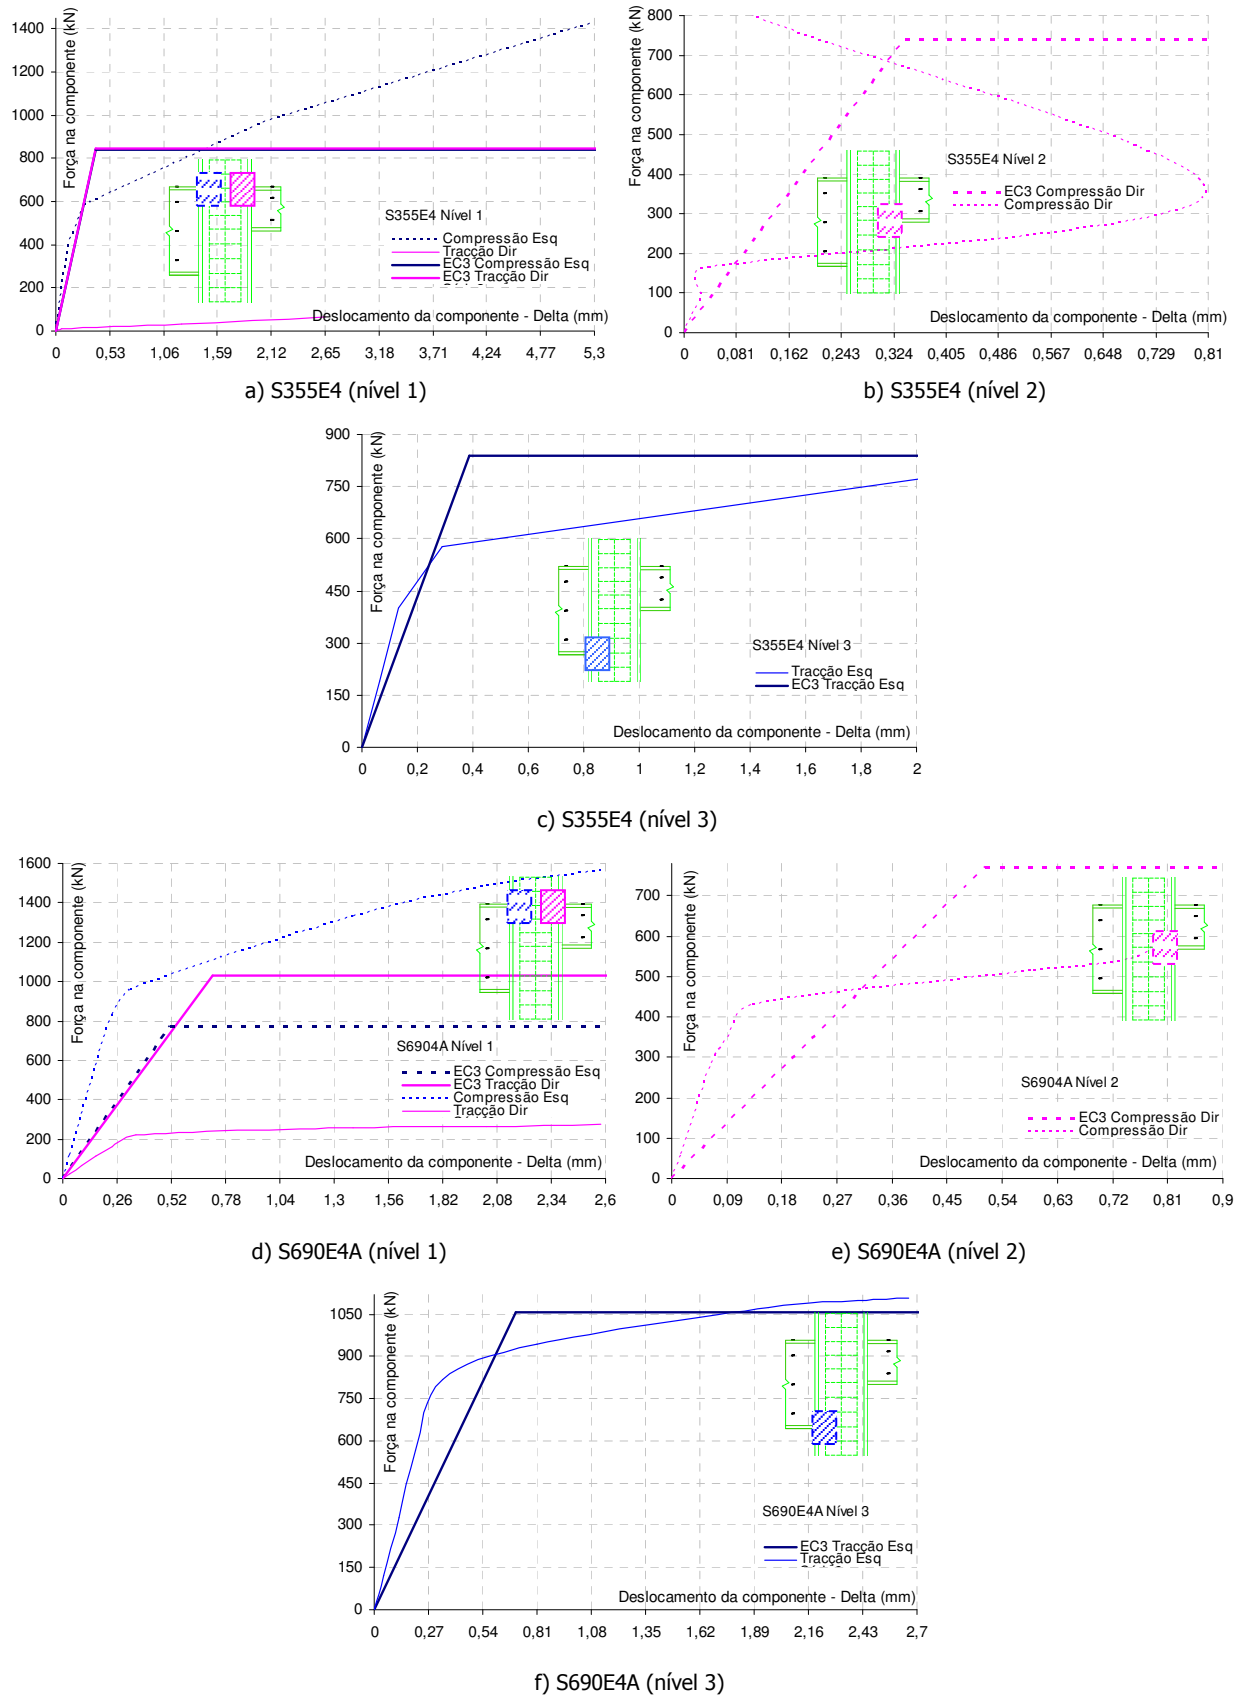 Força na componente (kN)
1400
1200
1000
800
600
400
200
0
S355E4 Nível 1
Compressão Esq
Tracção Dir
EC3 Compressão Esq
EC3 Tracção Dir
Deslocamento da componente - Delta (mm)
0 0,53 1,06 1,59 2,12 2,65 3,18 3,71 4,24 4,77 5,3
a) S355E4 (nível 1)
Força na componente (kN)
800
700
600
500
400
300
200
100
0
S355E4 Nível 2
EC3 Compressão Dir
Compressão Dir
Deslocamento da componente - Delta (mm)
0 0,081 0,162 0,243 0,324 0,405 0,486 0,567 0,648 0,729 0,81
b) S355E4 (nível 2)
Força na componente (kN)
900
750
600
450
300
150
0
S355E4 Nível 3
Tracção Esq
EC3 Tracção Esq
Deslocamento da componente - Delta (mm)
0 0,2 0,4 0,6 0,8 1 1,2 1,4 1,6 1,8 2
c) S355E4 (nível 3)
Força na componente (kN)
1600
1400
1200
1000
800
600
400
200
0
S6904A Nível 1
EC3 Compressão Esq
EC3 Tracção Dir
Compressão Esq
Tracção Dir
Deslocamento da componente - Delta (mm)
0 0,26 0,52 0,78 1,04 1,3 1,56 1,82 2,08 2,34 2,6
d) S690E4A (nível 1)
Força na componente (kN)
700
600
500
400
300
200
100
0
S6904A Nível 2
EC3 Compressão Dir
Compressão Dir
Deslocamento da componente - Delta (mm)
0 0,09 0,18 0,27 0,36 0,45 0,54 0,63 0,72 0,81 0,9
e) S690E4A (nível 2)
Força na componente (kN)
1050
900
750
600
450
300
150
0
S690E4A Nível 3
EC3 Tracção Esq
Tracção Esq
Deslocamento da componente - Delta (mm)
0 0,27 0,54 0,81 1,08 1,35 1,62 1,89 2,16 2,43 2,7
f) S690E4A (nível 3)